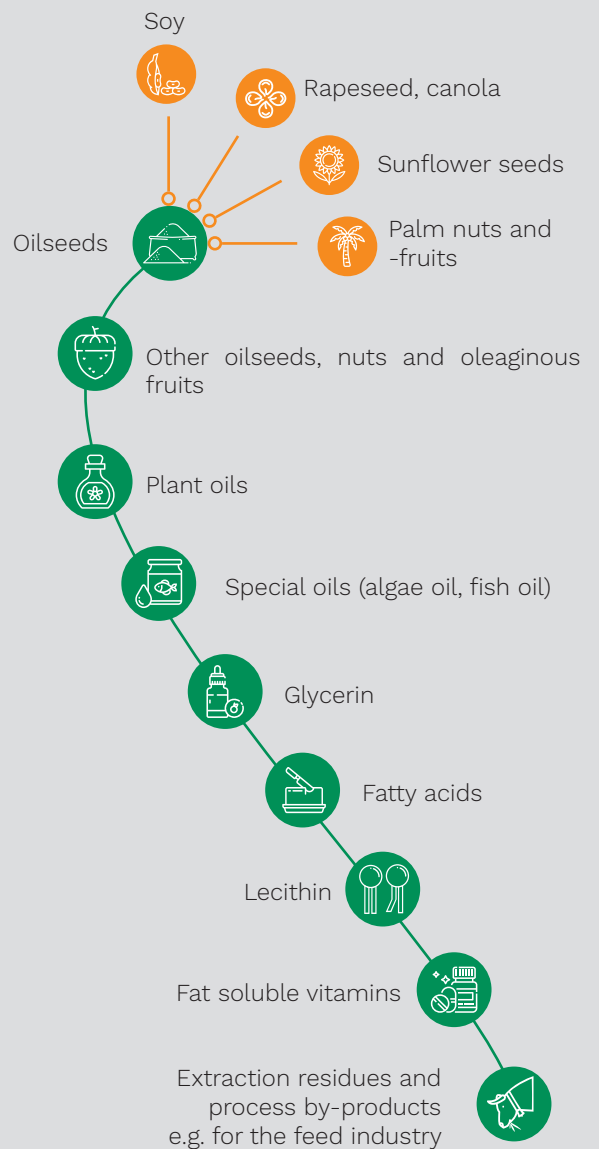 Soy
Rapeseed, canola
Sunflower seeds
Palm nuts and
-fruits
Oilseeds
Other oilseeds, nuts and oleaginous
fruits
Plant oils
Special oils (algae oil, fish oil)
Glycerin
Fatty acids
Lecithin
Fat soluble vitamins
Extraction residues and
process by-products
e.g. for the feed industry